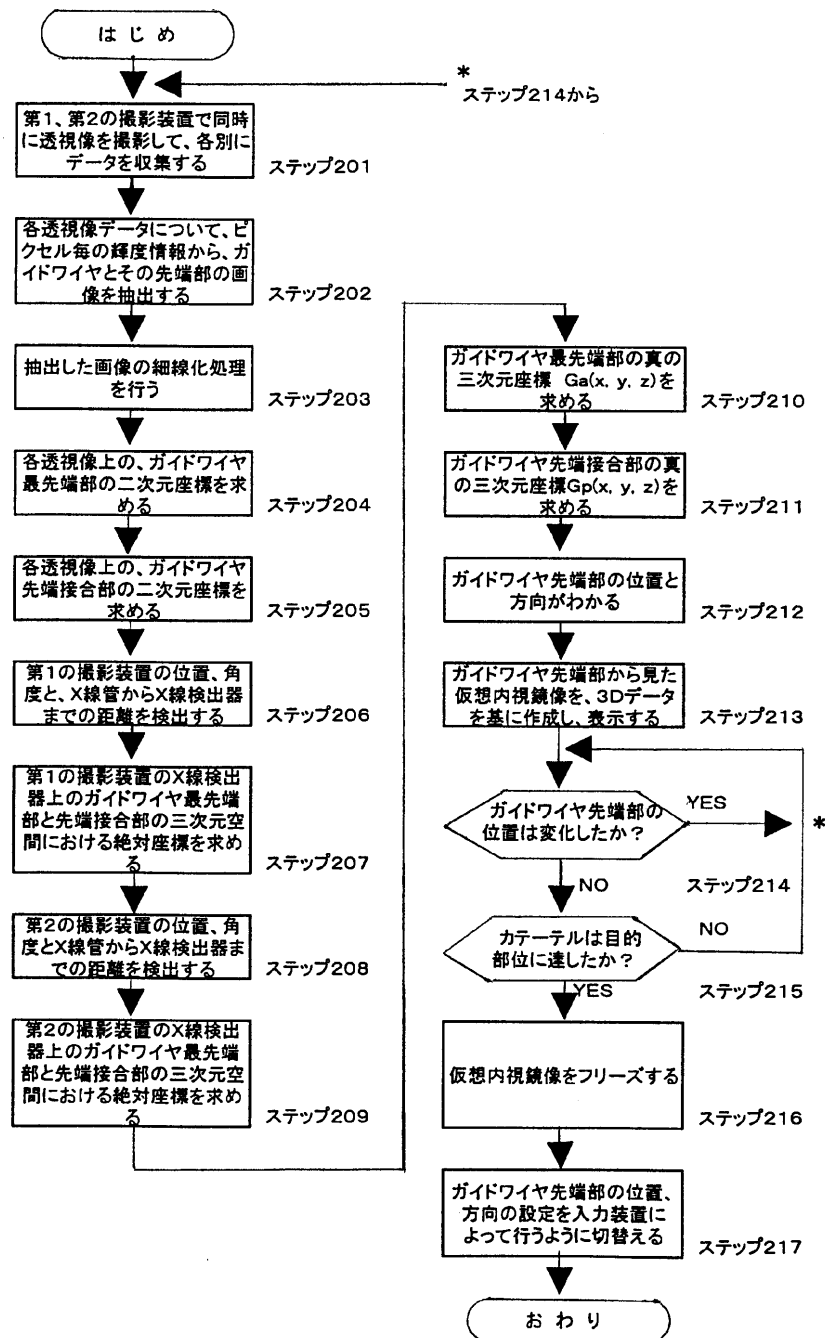 はじめ
*
ステップ214から
第1、第2の撮影装置で同時
に透視像を撮影して、各別に
データを収集する
ステップ201
各透視像データについて、ピ
クセル毎の輝度情報から、ガ
イドワイヤとその先端部の画
像を抽出する
ステップ202
抽出した画像の細線化処理
を行う
ステップ203
各透視像上の、ガイドワイヤ
最先端部の二次元座標を求
める
ステップ204
各透視像上の、ガイドワイヤ
先端接合部の二次元座標を
求める
ステップ205
第1の撮影装置の位置、角
度と、X線管からX線検出器
までの距離を検出する
ステップ206
第1の撮影装置のX線検出
器上のガイドワイヤ最先端
部と先端接合部の三次元空
間における絶対座標を求め
る
ステップ207
第2の撮影装置の位置、角
度とX線管からX線検出器ま
での距離を検出する
ステップ208
第2の撮影装置のX線検出
器上のガイドワイヤ最先端
部と先端接合部の三次元空
間における絶対座標を求め
る
ステップ209
ガイドワイヤ最先端部の真の
三次元座標 Ga(x, y, z)を
求める
ステップ210
ガイドワイヤ先端接合部の真
の三次元座標Gp(x, y, z)を
求める
ステップ211
ガイドワイヤ先端部の位置と
方向がわかる
ステップ212
ガイドワイヤ先端部から見た
仮想内視鏡像を、3Dデータ
を基に作成し、表示する
ステップ213
ガイドワイヤ先端部の
位置は変化したか?
YES
*
NO
ステップ214
カテーテルは目的
部位に達したか?
NO
YES
ステップ215
仮想内視鏡像をフリーズする
ステップ216
ガイドワイヤ先端部の位置、
方向の設定を入力装置に
よって行うように切替える
ステップ217
おわり